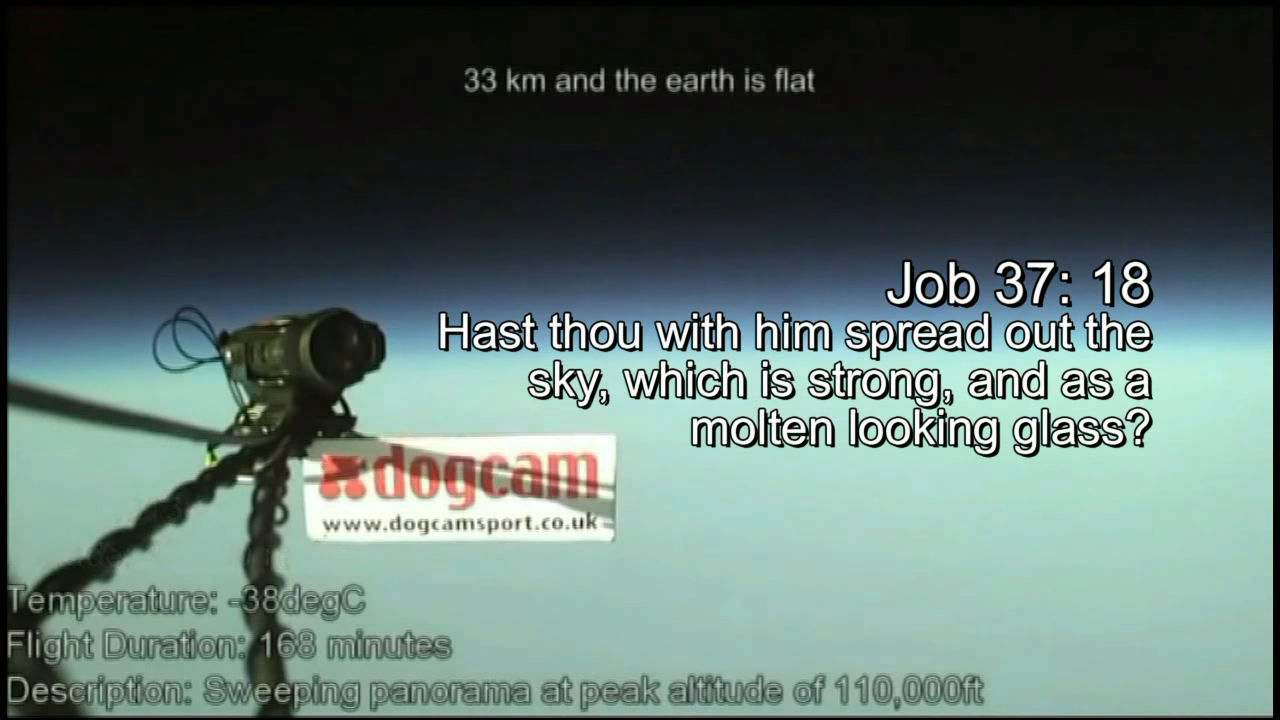 33 km and the earth is flat
Job 37: 18
Hast thou with him spread out the
sky, which is strong, and as a
molten looking glass?
dogcam
www.dogcamsport.co.uk
Temperature: -38degC
Flight Duration: 168 minutes
Description: Sweeping panorama at peak altitude of 110,000ft